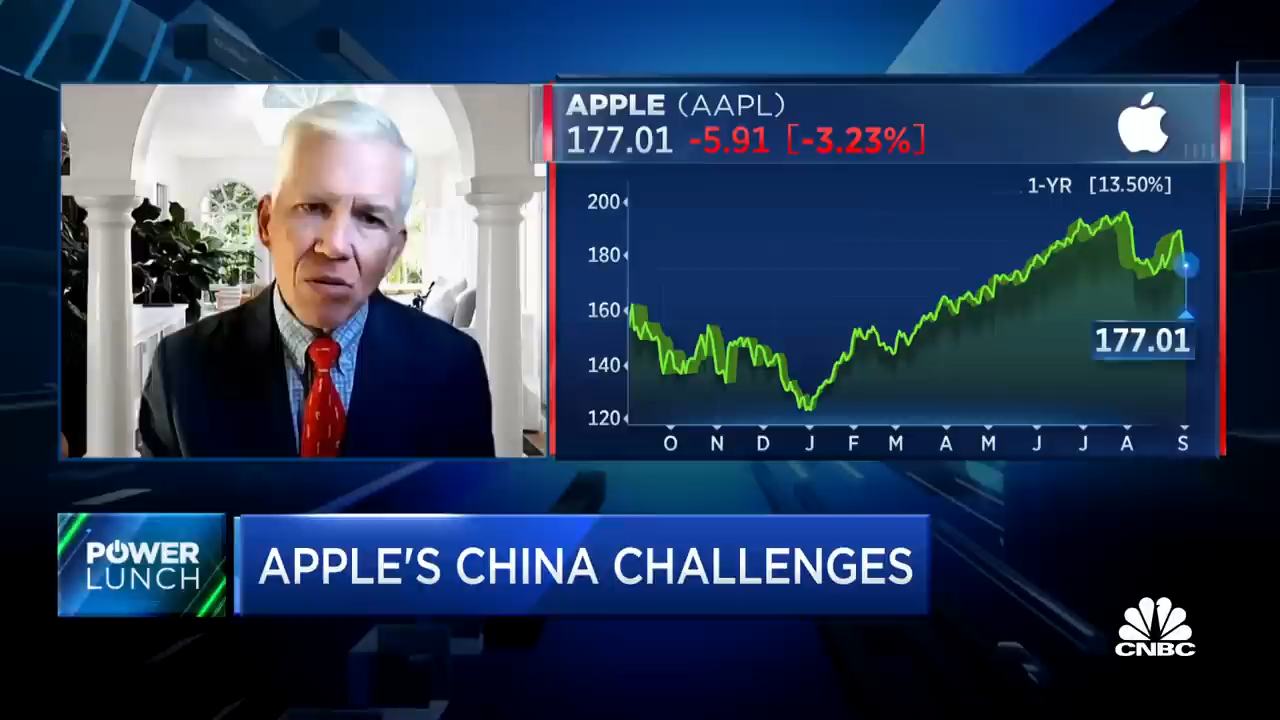 APPLE (AAPL)
177.01 -5.91 [-3.23%]
1-YR [13.50%]
200
180
160
140
120
177.01
O N D J F M A M J J A S
POWER
LUNCH
APPLE'S CHINA CHALLENGES
CNBC